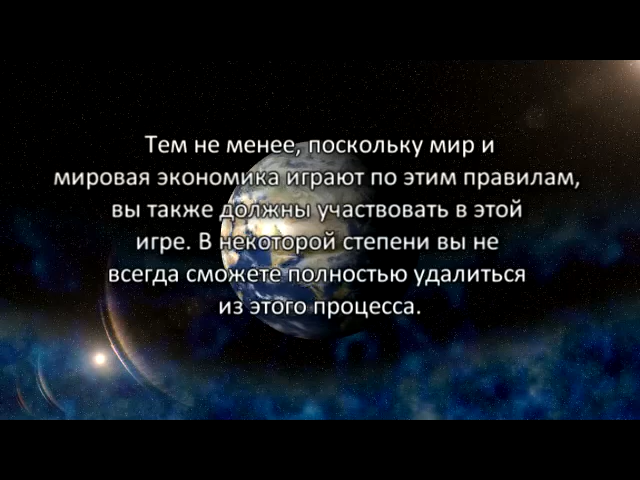 Тем не менее, поскольку мир и
мировая экономика играют по этим правилам,
вы также должны участвовать в этой
игре. В некоторой степени вы не
всегда сможете полностью удалиться
из этого процесса.